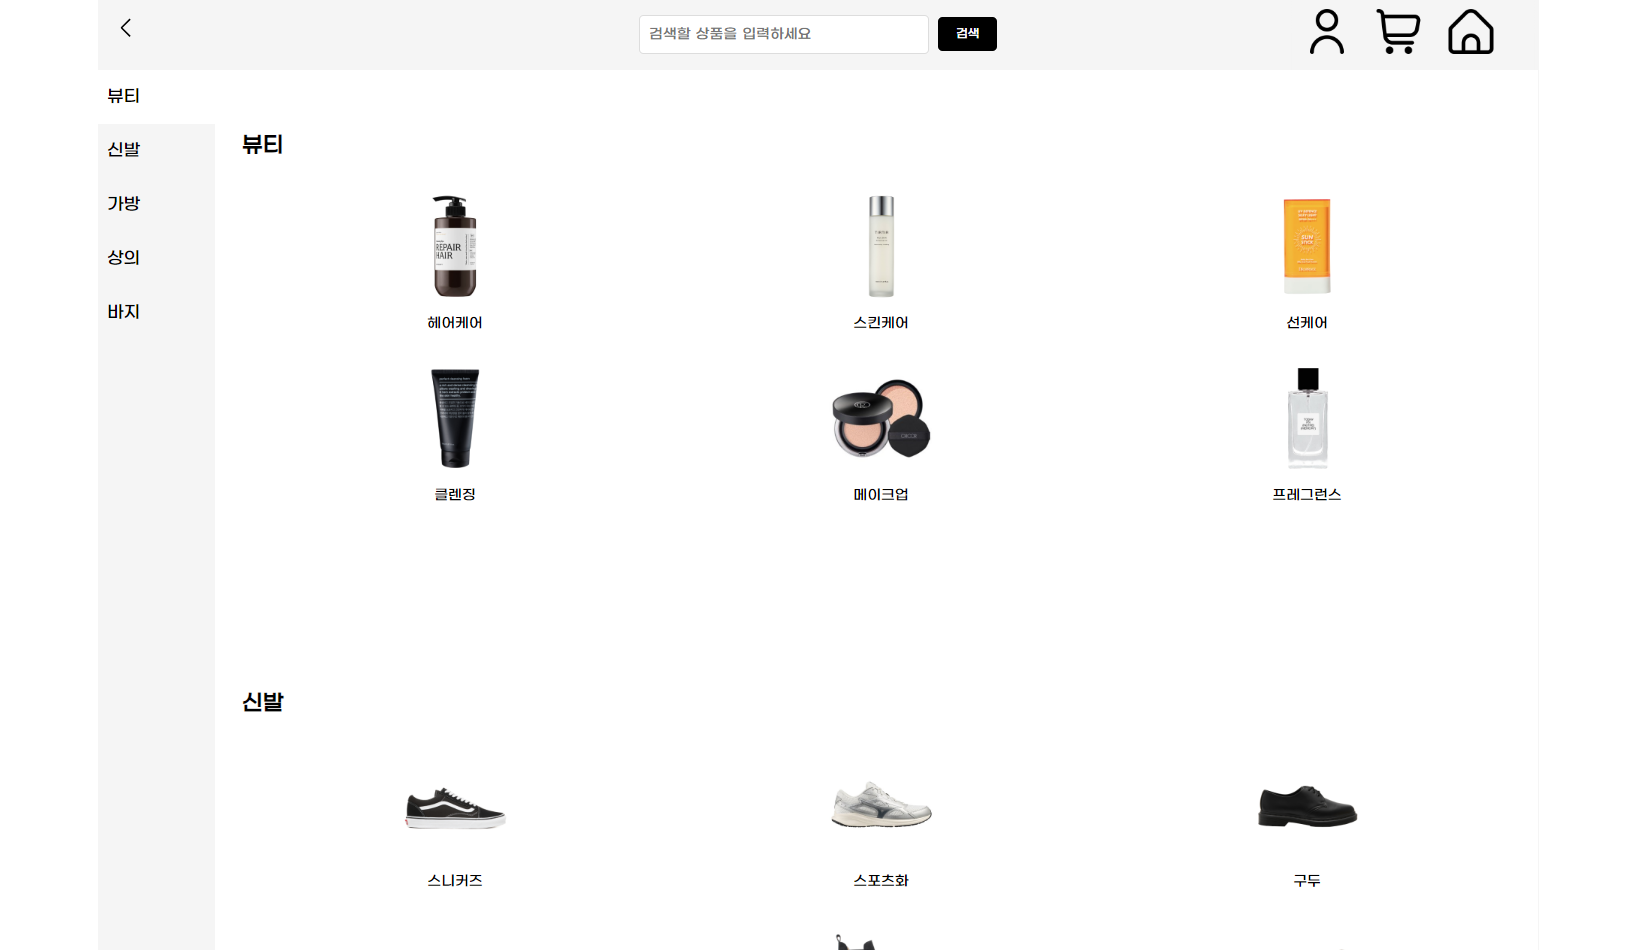 검색할 상품을 입력하세요
검색
뷰티
신발
가방
상의
바지
뷰티
REPAIR
HAIR
헤어케어
스킨케어
선케어
클렌징
메이크업
프레그런스
신발
스니커즈
스포츠화
구두